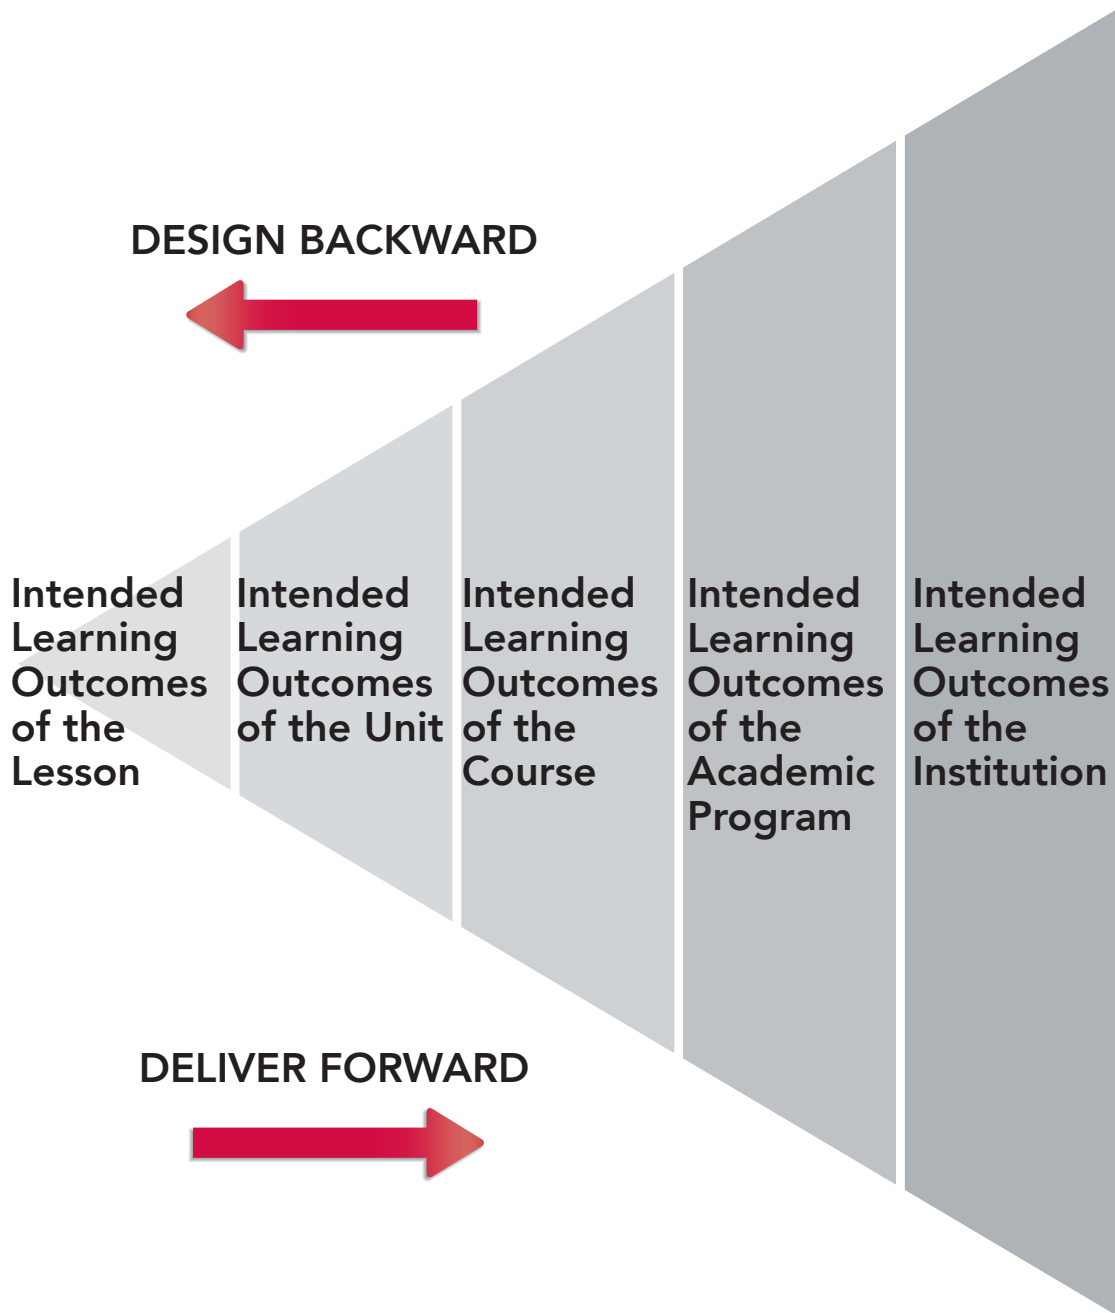 DESIGN BACKWARD
Intended
Learning
Outcomes
of the
Lesson
Intended
Learning
Outcomes
of the Unit
Intended
Learning
Outcomes
of the
Course
Intended
Learning
Outcomes
of the
Academic
Program
Intended
Learning
Outcomes
of the
Institution
DELIVER FORWARD